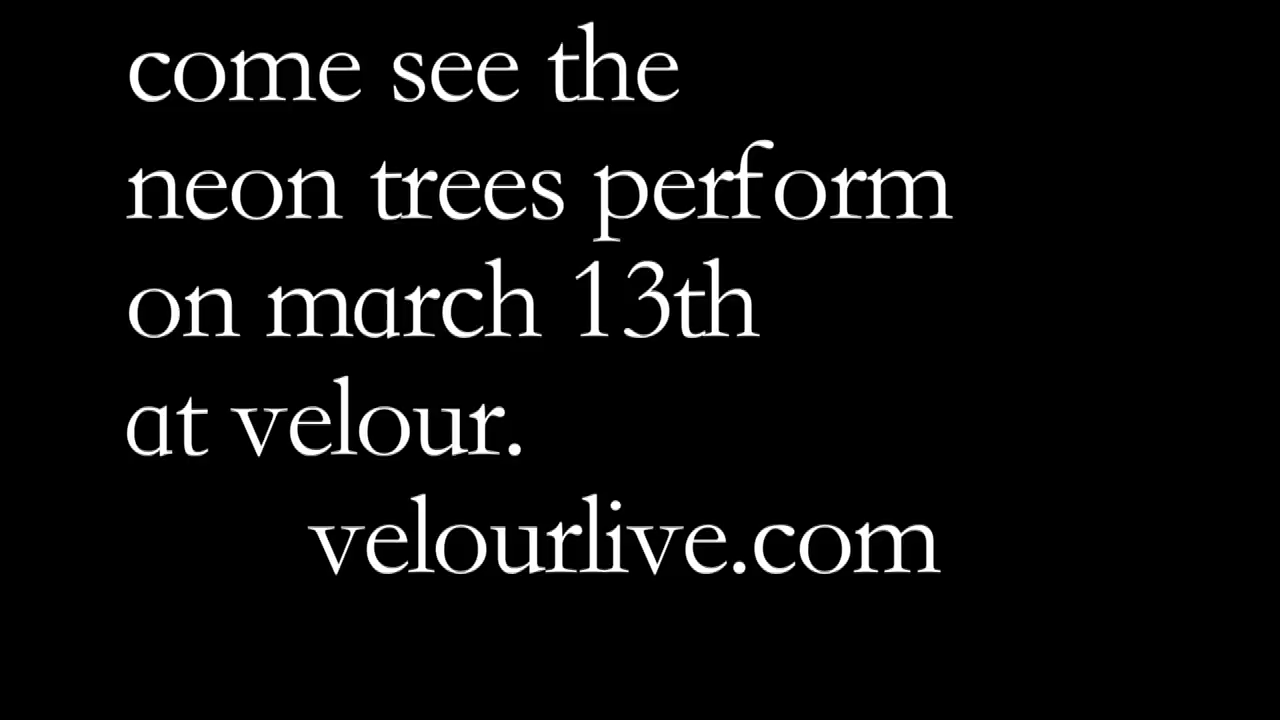 come see the
neon trees perform
on march 13th
at velour.
velourlive.com